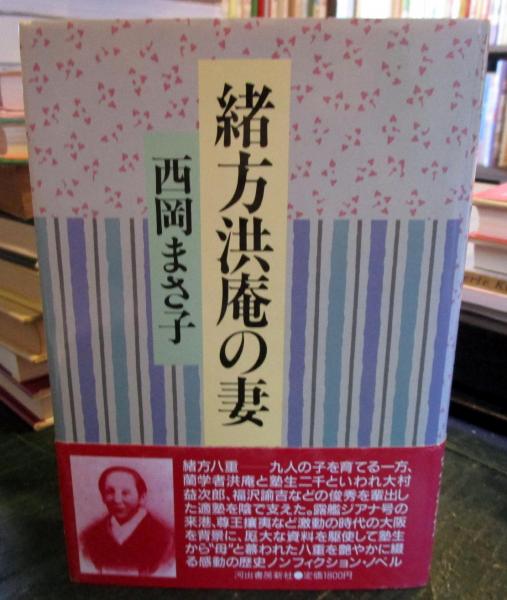 緒方洪庵の妻
西岡まさ子
緒方八重――九人の子を育てる一方、
蘭学者洪庵と塾生二千といわれ大村
益次郎、福沢諭吉などの俊秀を輩出し
た適塾を陰で支えた。露艦ジアナ号の
来港、尊王攘夷など激動の時代の大阪
を背景に、厖大な資料を駆使して塾生
から“母”と慕われた八重を艶やかに綴
る感動の歴史ノンフィクション・ノベル
河出書房新社●定価1800円